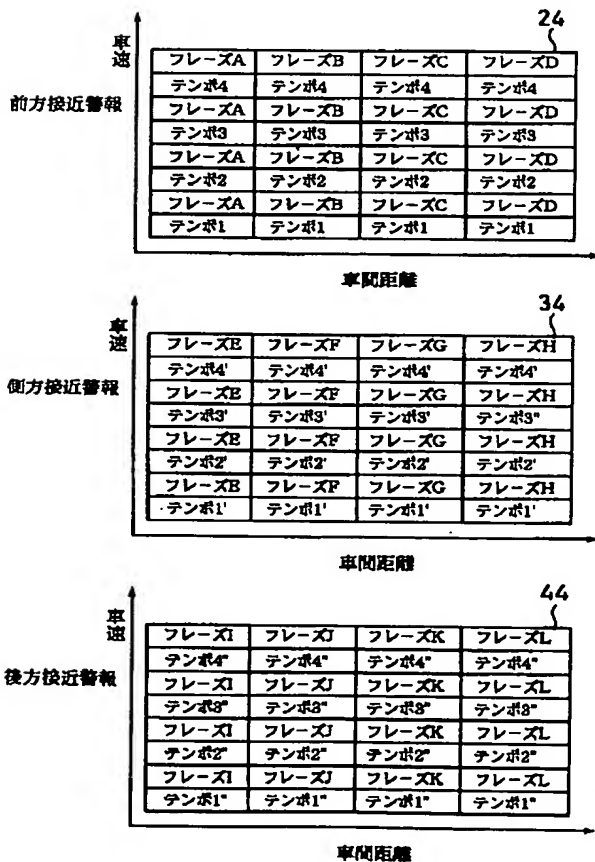 24
車速
フレーズA フレーズB フレーズC フレーズD
テンポ4 テンポ4 テンポ4 テンポ4
前方接近警報
フレーズA フレーズB フレーズC フレーズD
テンポ3 テンポ3 テンポ3 テンポ3
フレーズA フレーズB フレーズC フレーズD
テンポ2 テンポ2 テンポ2 テンポ2
フレーズA フレーズB フレーズC フレーズD
テンポ1 テンポ1 テンポ1 テンポ1
車間距離
34
車速
フレーズE フレーズF フレーズG フレーズH
テンポ4' テンポ4' テンポ4' テンポ4'
側方接近警報
フレーズE フレーズF フレーズG フレーズH
テンポ3' テンポ3' テンポ3' テンポ3"
フレーズE フレーズF フレーズG フレーズH
テンポ2' テンポ2' テンポ2' テンポ2'
フレーズE フレーズF フレーズG フレーズH
テンポ1' テンポ1' テンポ1' テンポ1'
車間距離
44
車速
フレーズI フレーズJ フレーズK フレーズL
テンポ4" テンポ4" テンポ4" テンポ4"
後方接近警報
フレーズI フレーズJ フレーズK フレーズL
テンポ3" テンポ3" テンポ3" テンポ3"
フレーズI フレーズJ フレーズK フレーズL
テンポ2" テンポ2" テンポ2" テンポ2"
フレーズI フレーズJ フレーズK フレーズL
テンポ1" テンポ1" テンポ1" テンポ1"
車間距離